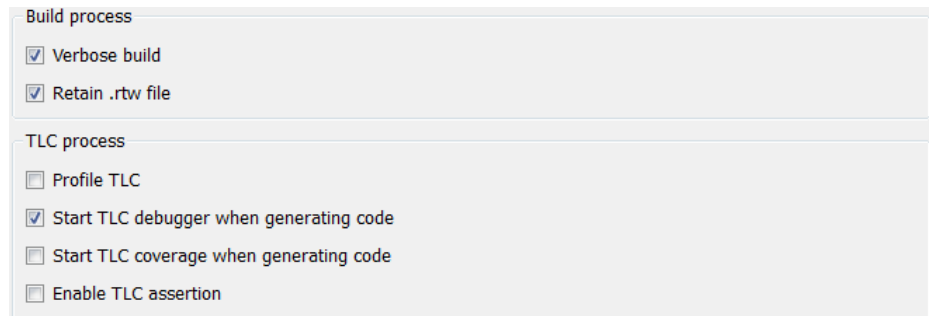 Build process
Verbose build
Retain .rtw file
TLC process
Profile TLC
Start TLC debugger when generating code
Start TLC coverage when generating code
Enable TLC assertion